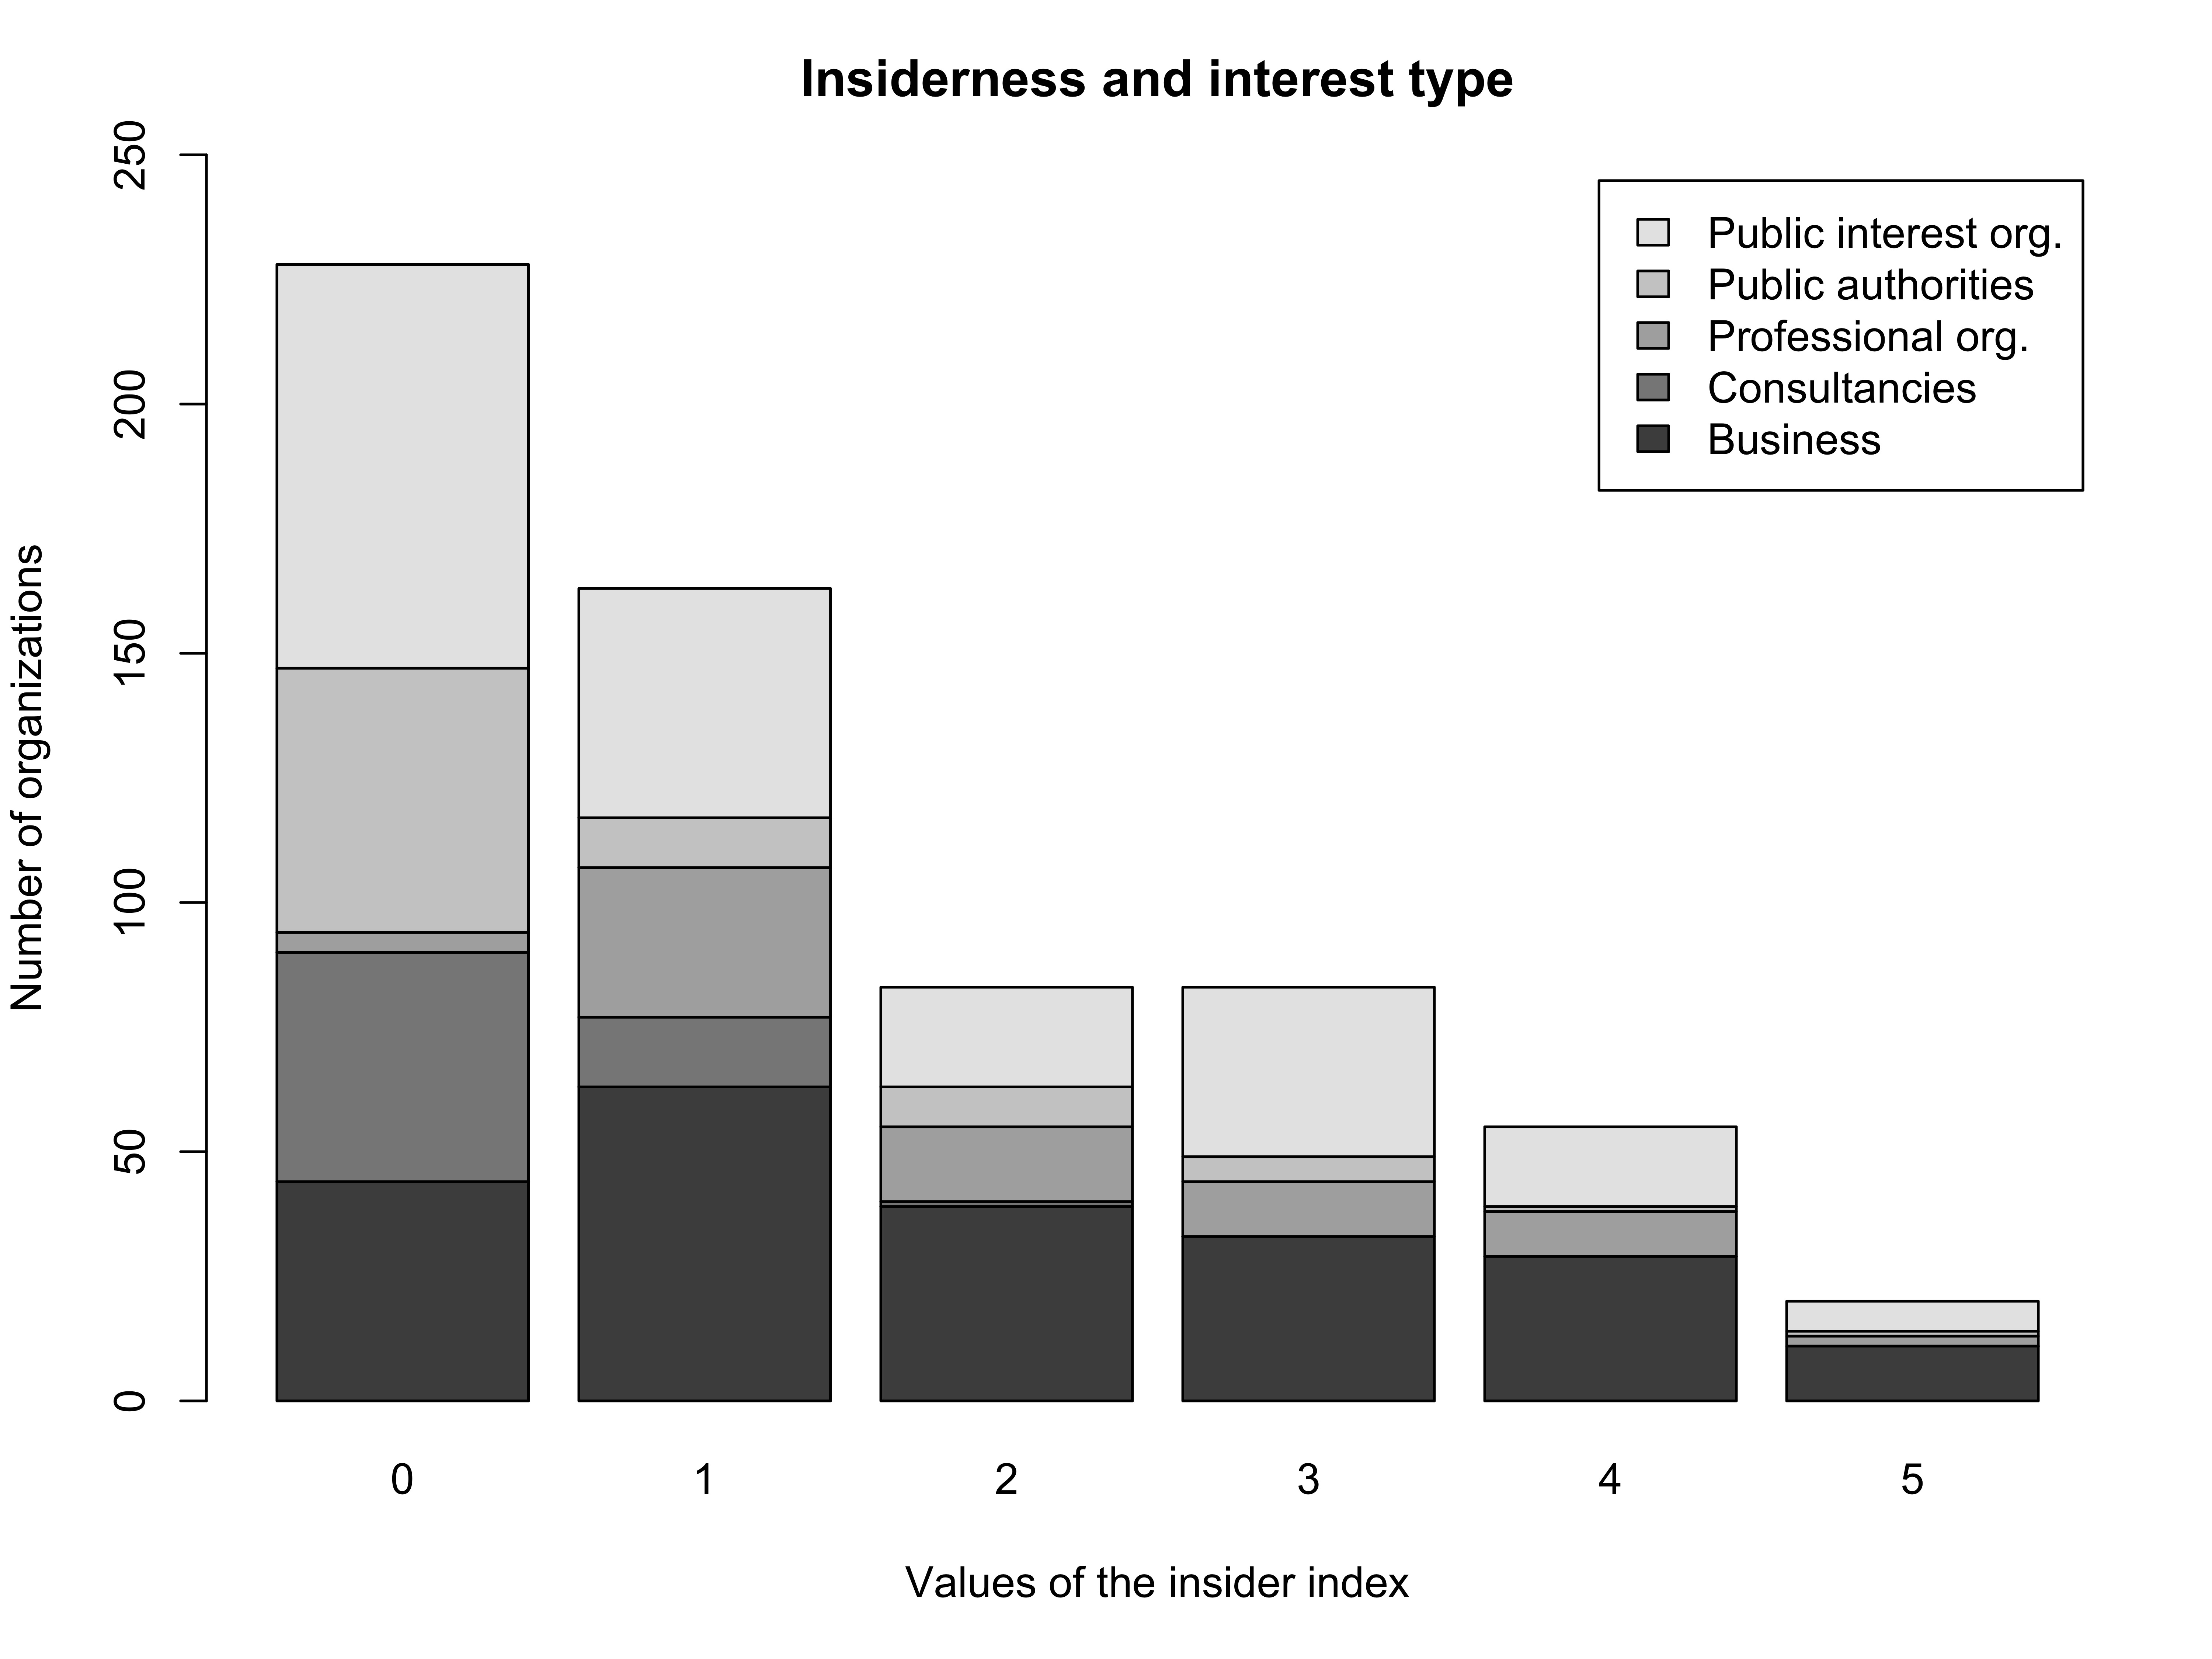 Insiderness and interest type
250
200
150
100
50
0
Number of organizations
Public interest org.
Public authorities
Professional org.
Consultancies
Business
0 1 2 3 4 5
Values of the insider index